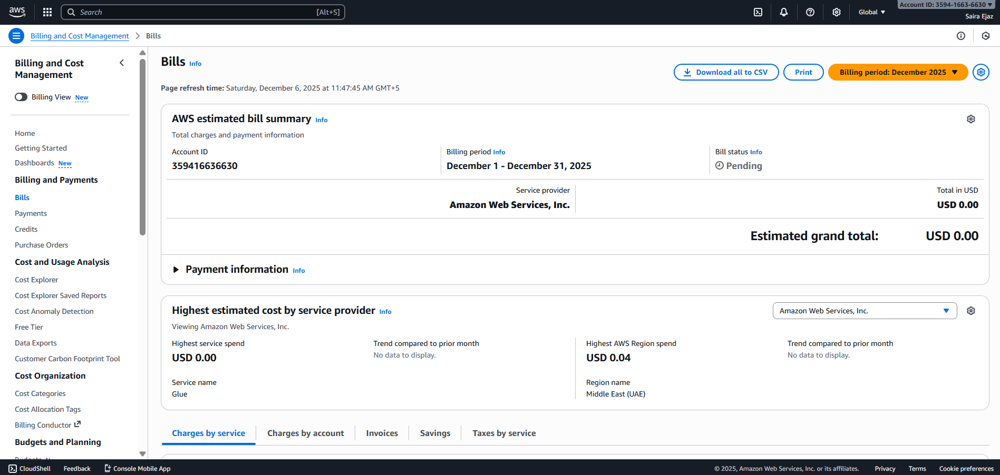 aws
Search
[Alt+S]
Global
Account ID: 3594-1663-6630
Saira Ejaz
Billing and Cost Management
Bills
Billing and Cost
Management
Billing View New
Home
Getting Started
Dashboards New
Billing and Payments
Bills
Payments
Credits
Purchase Orders
Cost and Usage Analysis
Cost Explorer
Cost Explorer Saved Reports
Cost Anomaly Detection
Free Tier
Data Exports
Customer Carbon Footprint Tool
Cost Organization
Cost Categories
Cost Allocation Tags
Billing Conductor
Budgets and Planning
Bills Info
Download all to CSV
Print
Billing period: December 2025
Page refresh time: Saturday, December 6, 2025 at 11:47:45 AM GMT+5
AWS estimated bill summary Info
Total charges and payment information
Account ID
359416636630
Billing period Info
December 1 - December 31, 2025
Bill status Info
Pending
Service provider
Amazon Web Services, Inc.
Total in USD
USD 0.00
Estimated grand total: USD 0.00
Payment information Info
Highest estimated cost by service provider Info
Amazon Web Services, Inc.
Viewing Amazon Web Services, Inc.
Highest service spend
USD 0.00
Trend compared to prior month
No data to display.
Highest AWS Region spend
USD 0.04
Trend compared to prior month
No data to display.
Service name
Glue
Region name
Middle East (UAE)
Charges by service
Charges by account
Invoices
Savings
Taxes by service
CloudShell
Feedback
Console Mobile App
© 2025, Amazon Web Services, Inc. or its affiliates.
Privacy
Terms
Cookie preferences